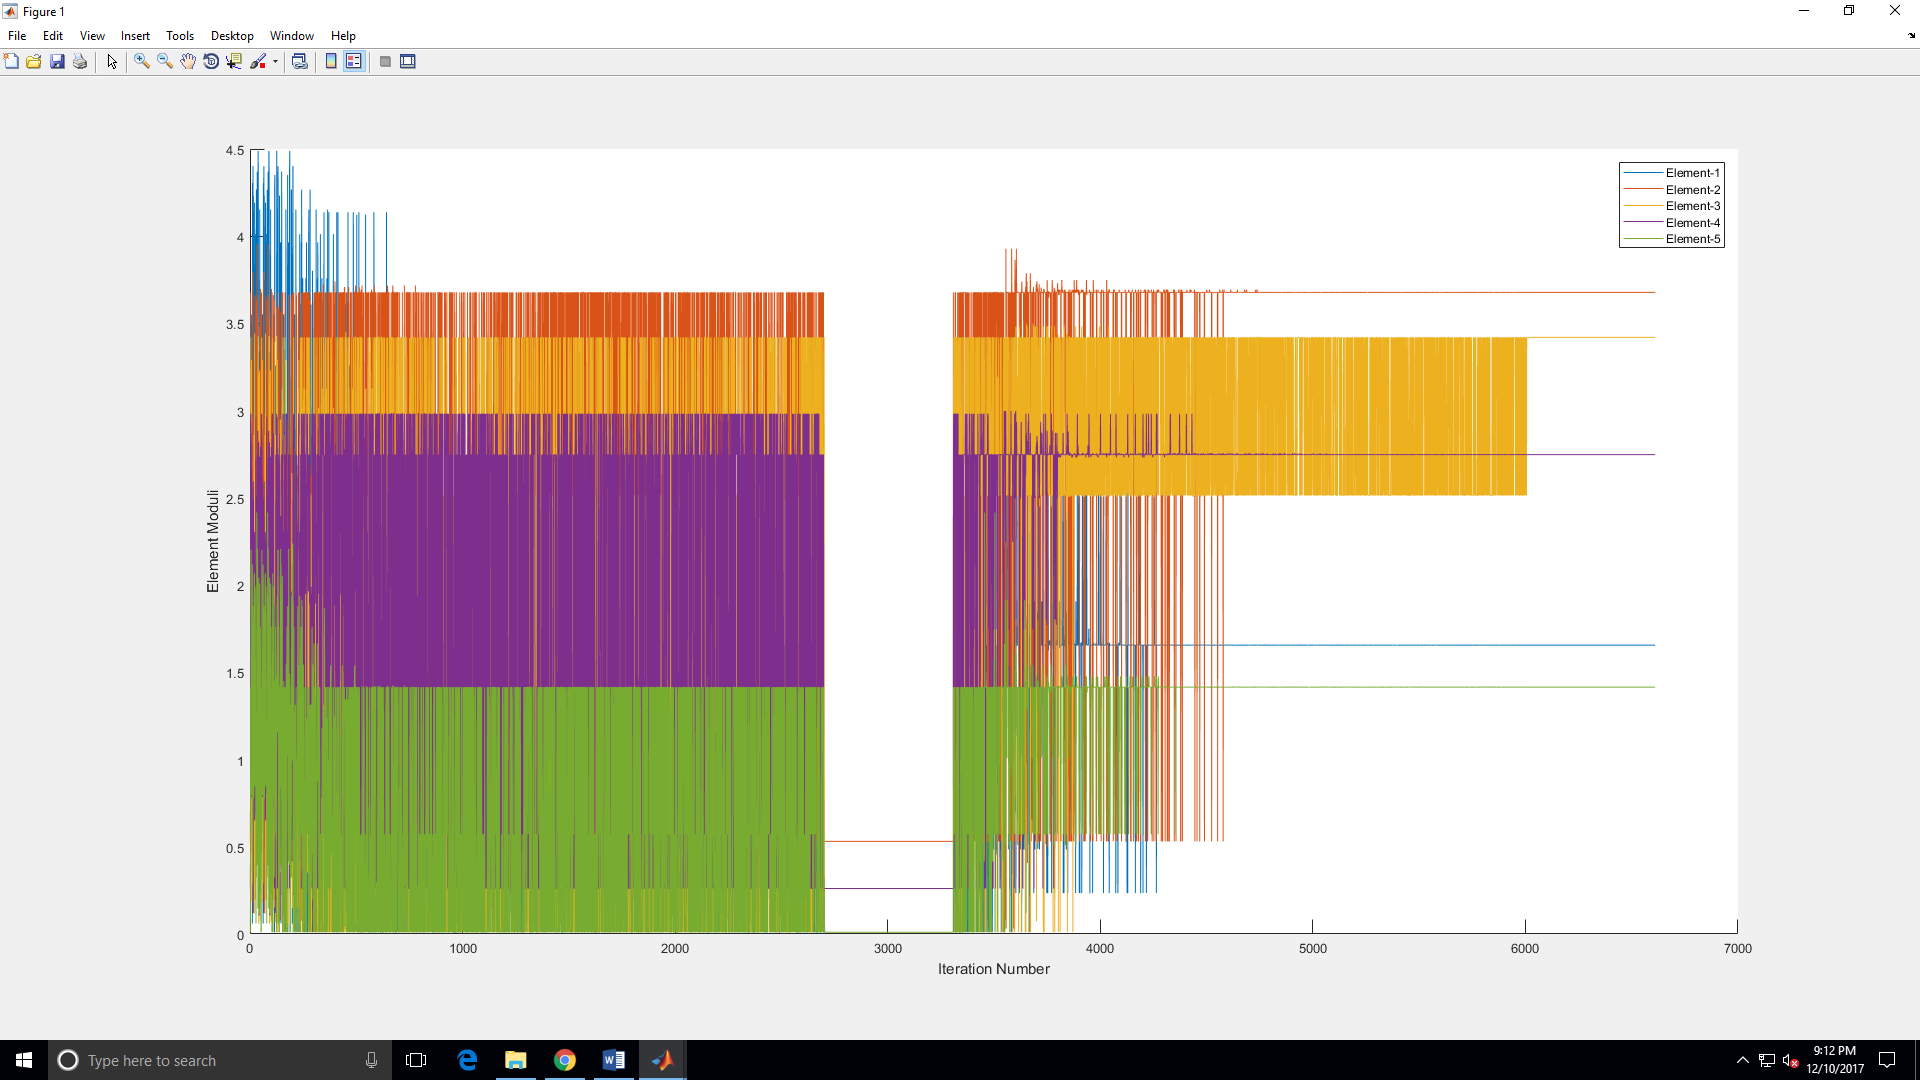 Figure 1
File Edit View Insert Tools Desktop Window Help
4.5
4
3.5
3
2.5
2
1.5
1
0.5
0
Element Moduli
Element-1
Element-2
Element-3
Element-4
Element-5
0 1000 2000 3000 4000 5000 6000 7000
Iteration Number
Type here to search
9:12 PM
12/10/2017